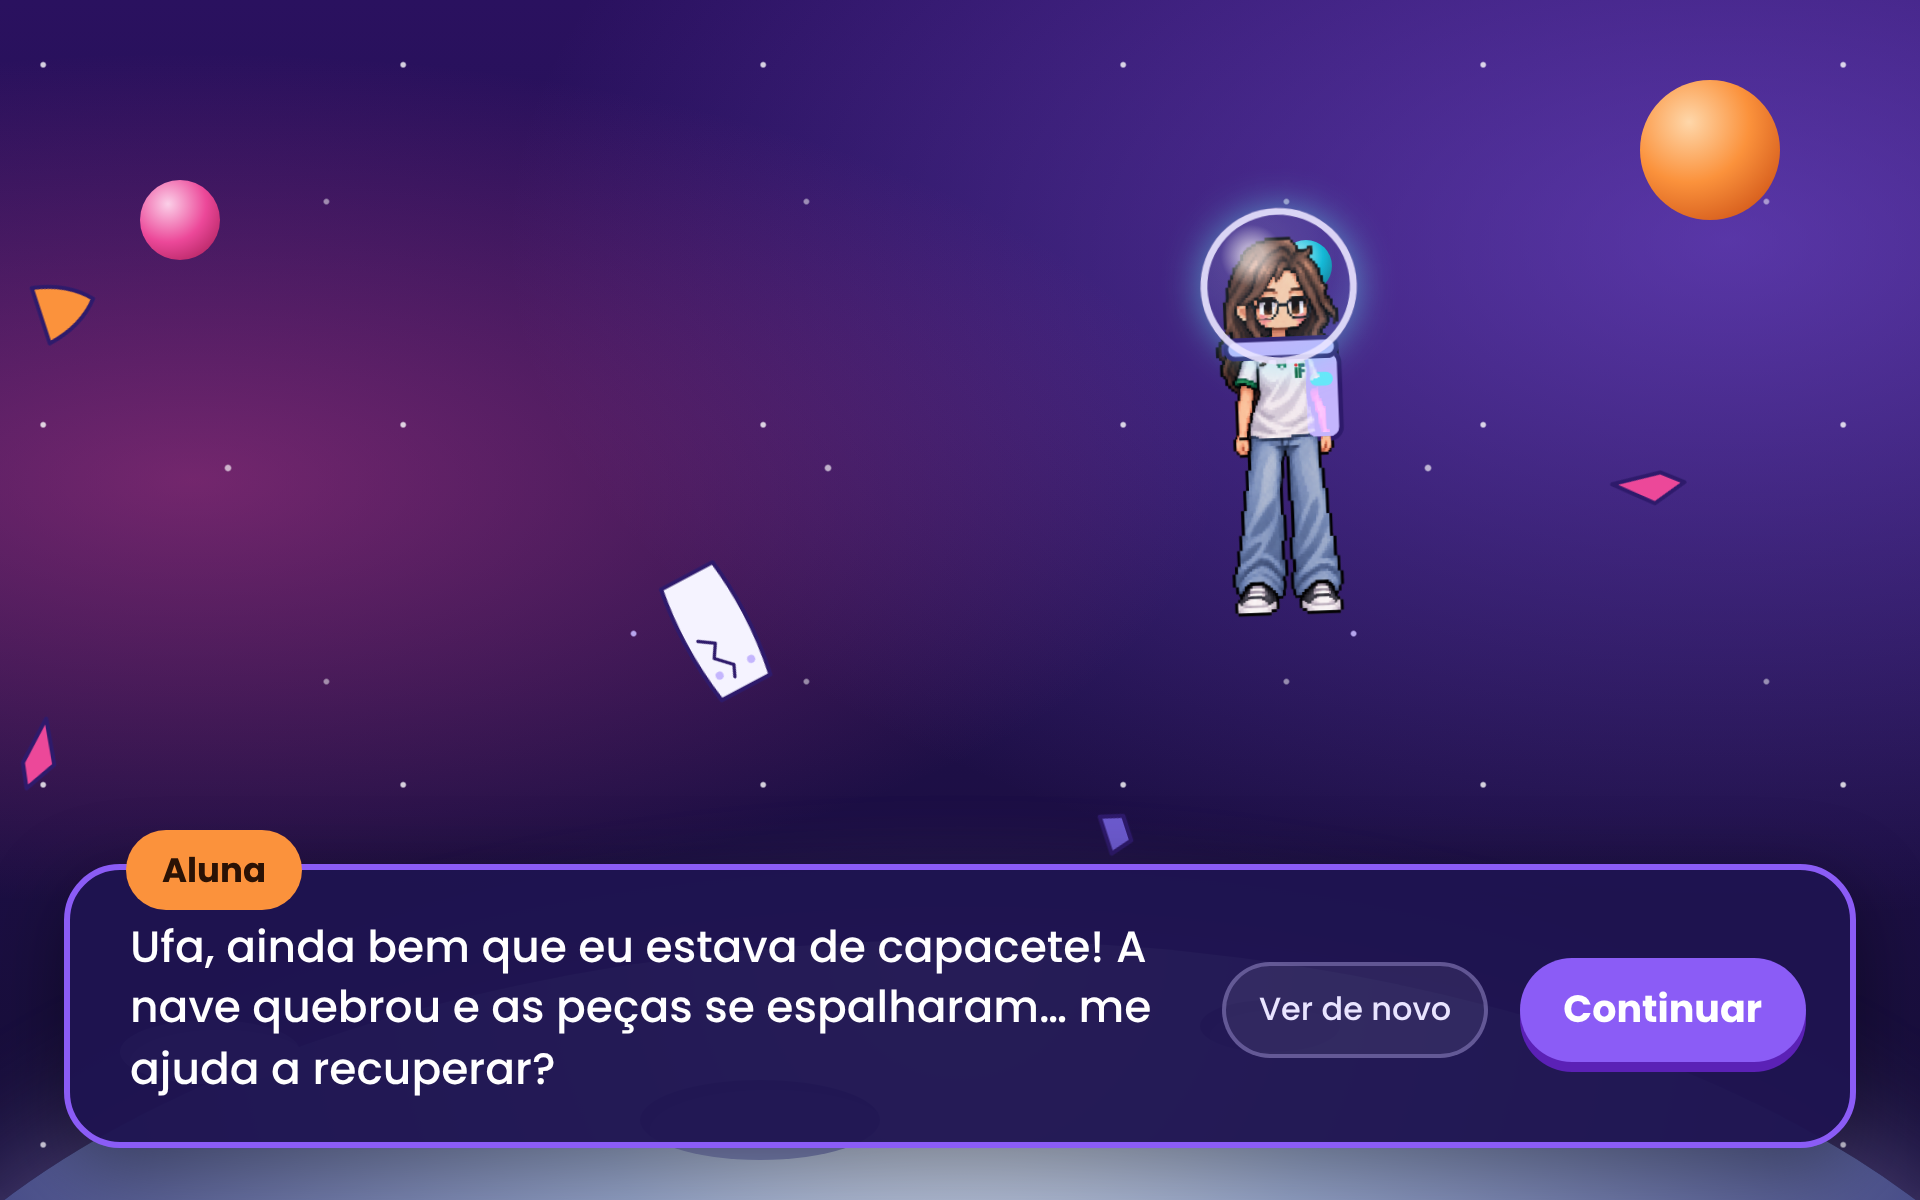 iF
Aluna
Ufa, ainda bem que eu estava de capacete! A
nave quebrou e as peças se espalharam... me
ajuda a recuperar?
Ver de novo
Continuar